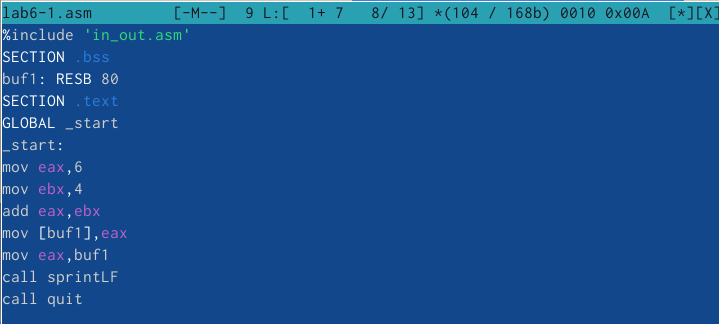 lab6-1.asm [-M--] 9 L:[ 1+ 7 8/ 13] *(104 / 168b) 0010 0x00A [*][X]
%include 'in_out.asm'
SECTION .bss
buf1: RESB 80
SECTION .text
GLOBAL _start
_start:
mov eax,6
mov ebx,4
add eax,ebx
mov [buf1],eax
mov eax,buf1
call sprintLF
call quit